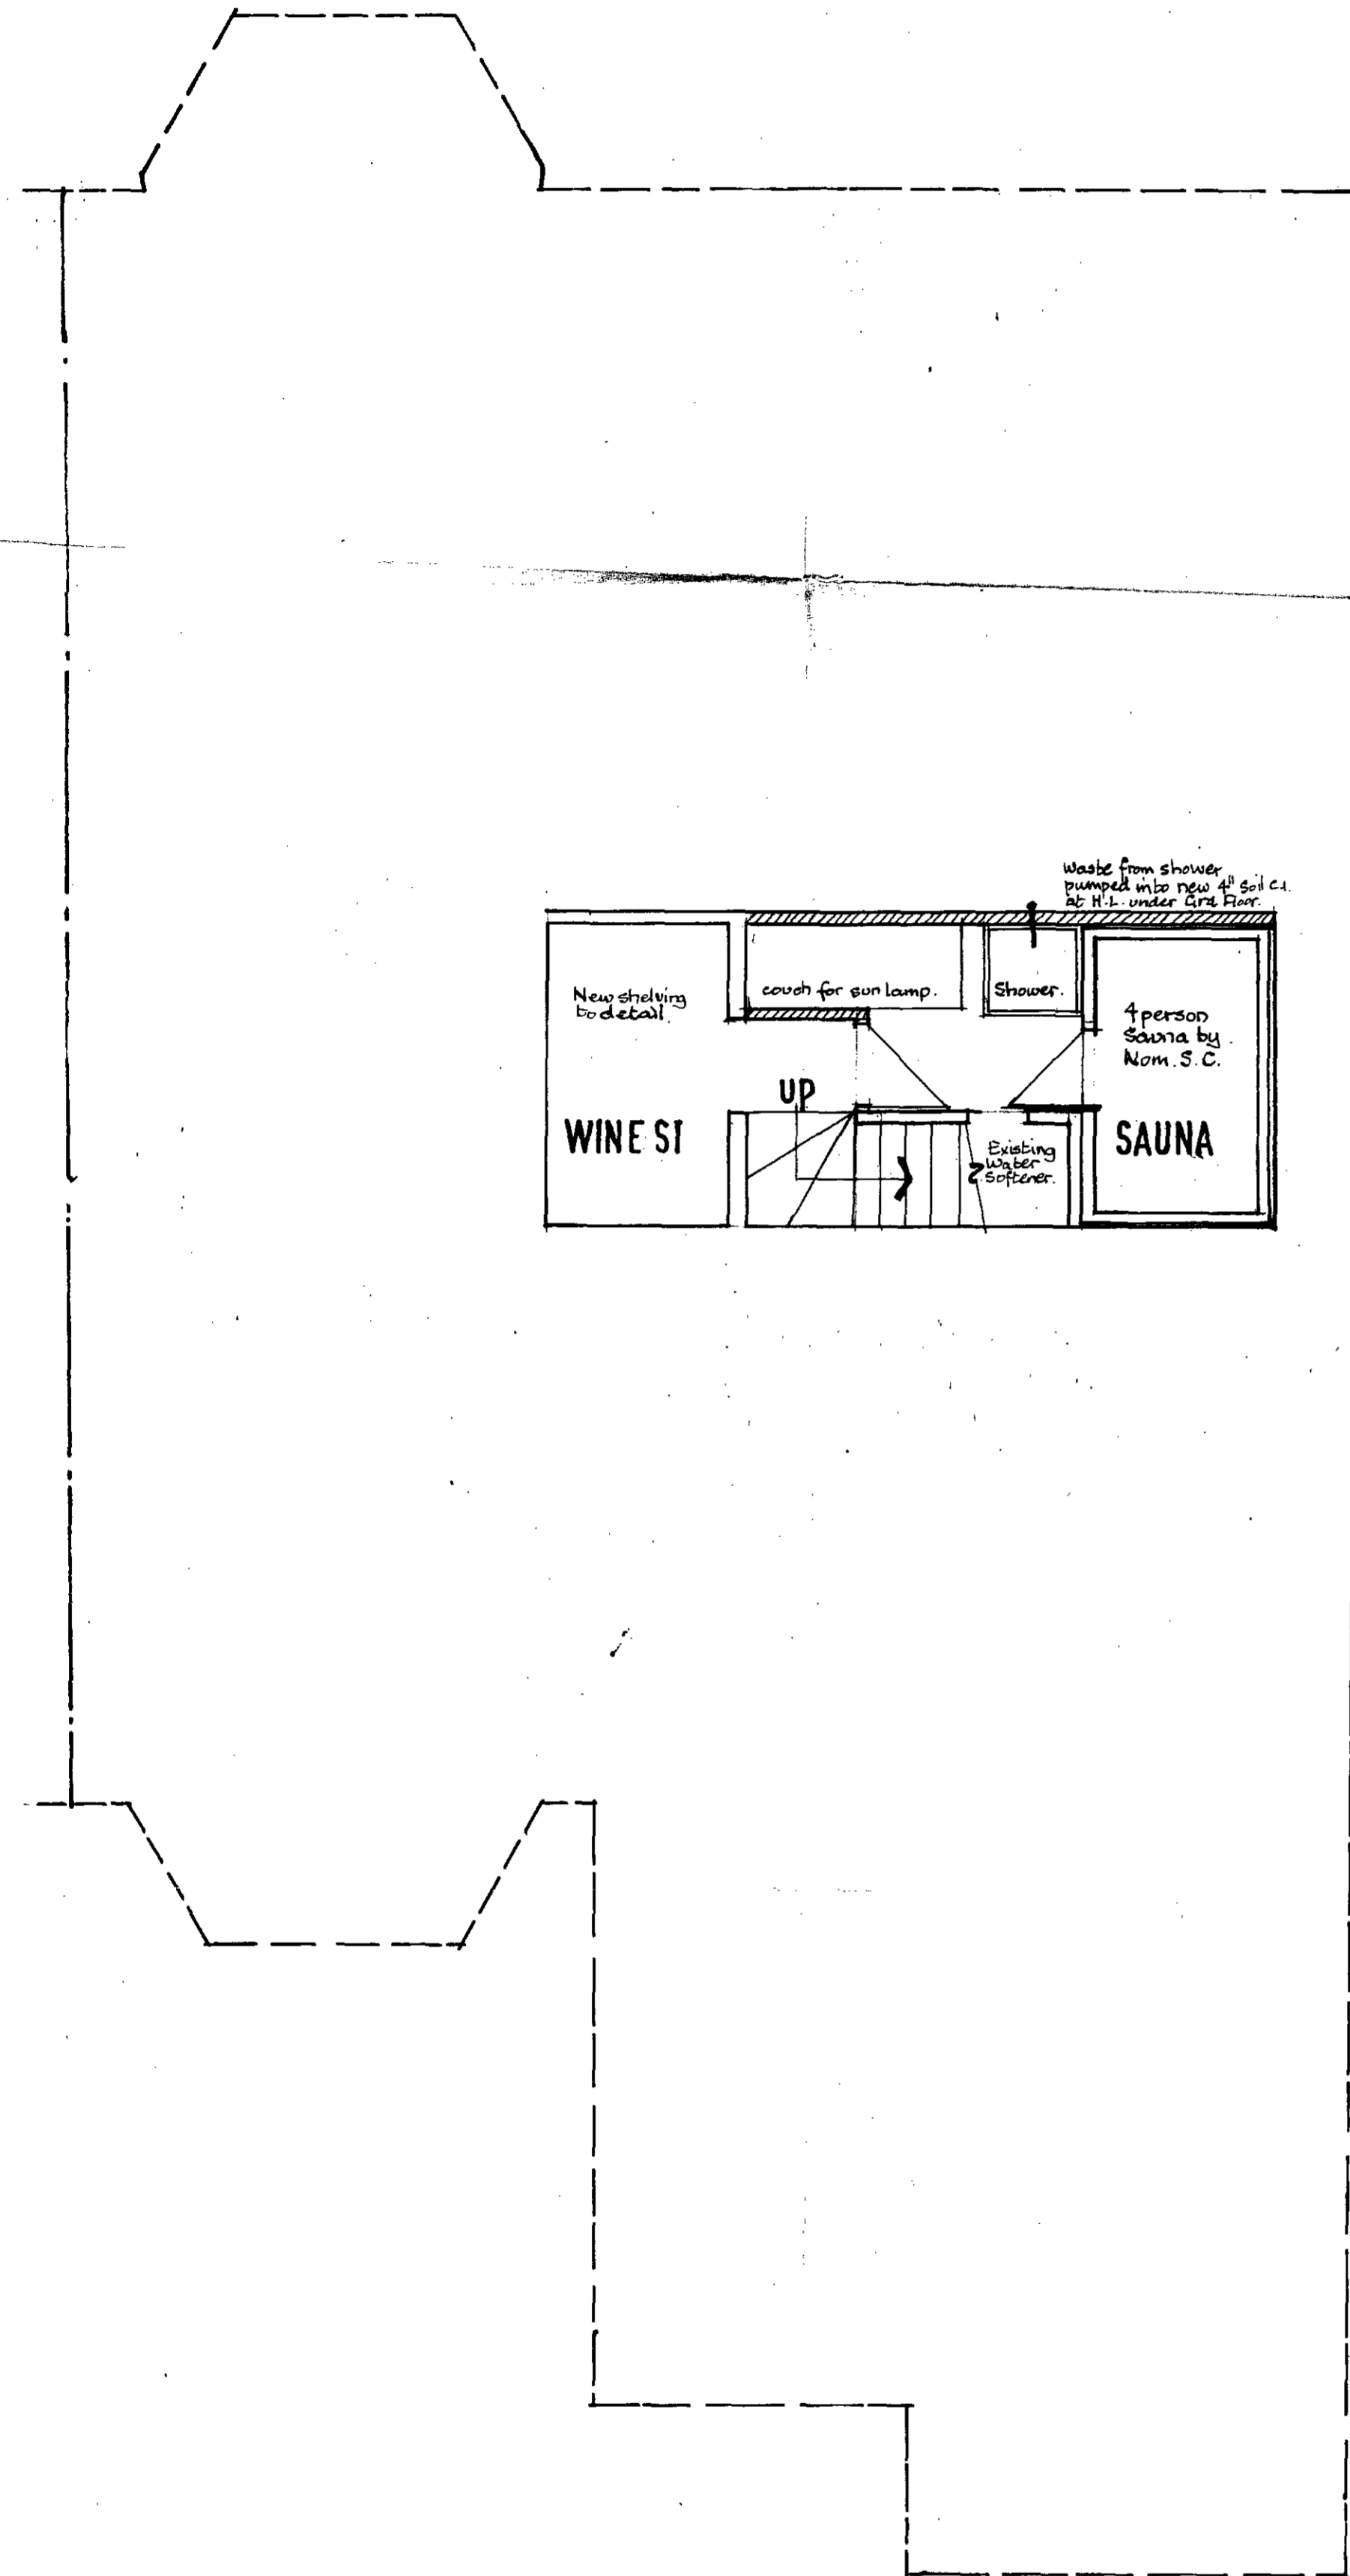 waste from shower
pumped into new 4" Soil C.I.
at H.L. under Grd Floor.
New shelving
to detail.
couch for sun lamp.
Shower.
4 person
Sauna by
Nom. S.C.
UP
WINE ST
SAUNA
Existing
Water
Softener.